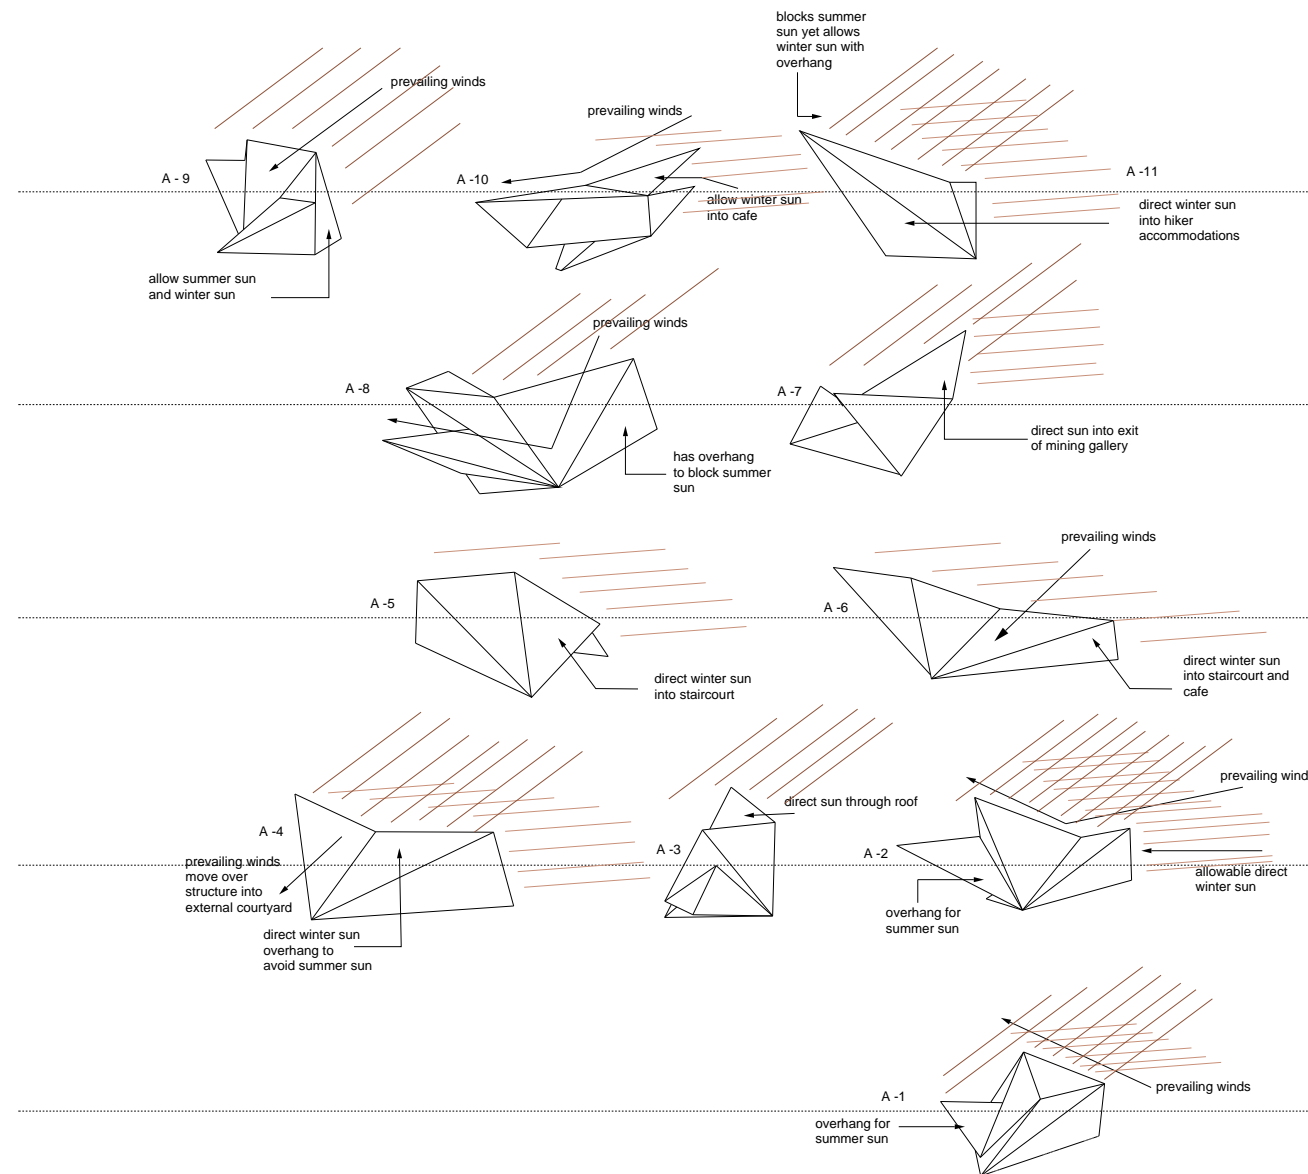 blocks summer
sun yet allows
winter sun with
overhang
prevailing winds
prevailing winds
A - 9
A -10
allow winter sun
into cafe
A -11
direct winter sun
into hiker
accommodations
allow summer sun
and winter sun
prevailing winds
A -8
A -7
has overhang
to block summer
sun
direct sun into exit
of mining gallery
prevailing winds
A -5
A -6
direct winter sun
into staircourt
direct winter sun
into staircourt and
cafe
prevailing wind
direct sun through roof
A -4
A -3
A -2
prevailing winds
move over
structure into
external courtyard
allowable direct
winter sun
overhang for
summer sun
direct winter sun
overhang to
avoid summer sun
prevailing winds
A -1
overhang for
summer sun